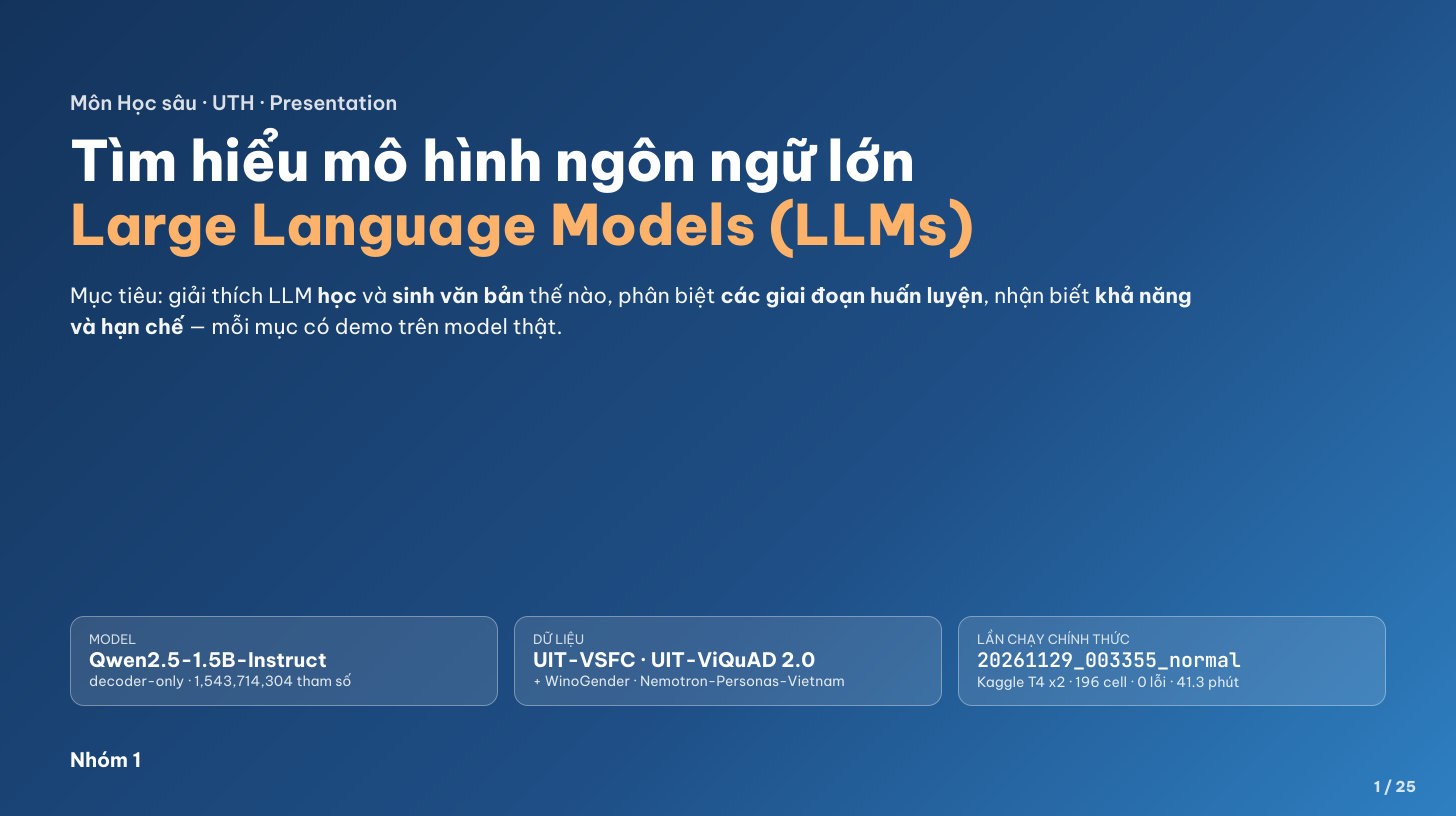 Môn Học sâu · UTH · Presentation
Tìm hiểu mô hình ngôn ngữ lớn
Large Language Models (LLMs)
Mục tiêu: giải thích LLM học và sinh văn bản thế nào, phân biệt các giai đoạn huấn luyện, nhận biết khả năng
và hạn chế — mỗi mục có demo trên model thật.
MODEL
Qwen2.5-1.5B-Instruct
decoder-only · 1,543,714,304 tham số
DỮ LIỆU
UIT-VSFC · UIT-ViQuAD 2.0
+ WinoGender · Nemotron-Personas-Vietnam
LẦN CHẠY CHÍNH THỨC
20261129_003355_normal
Kaggle T4 x2 · 196 cell · 0 lỗi · 41.3 phút
Nhóm 1
1 / 25